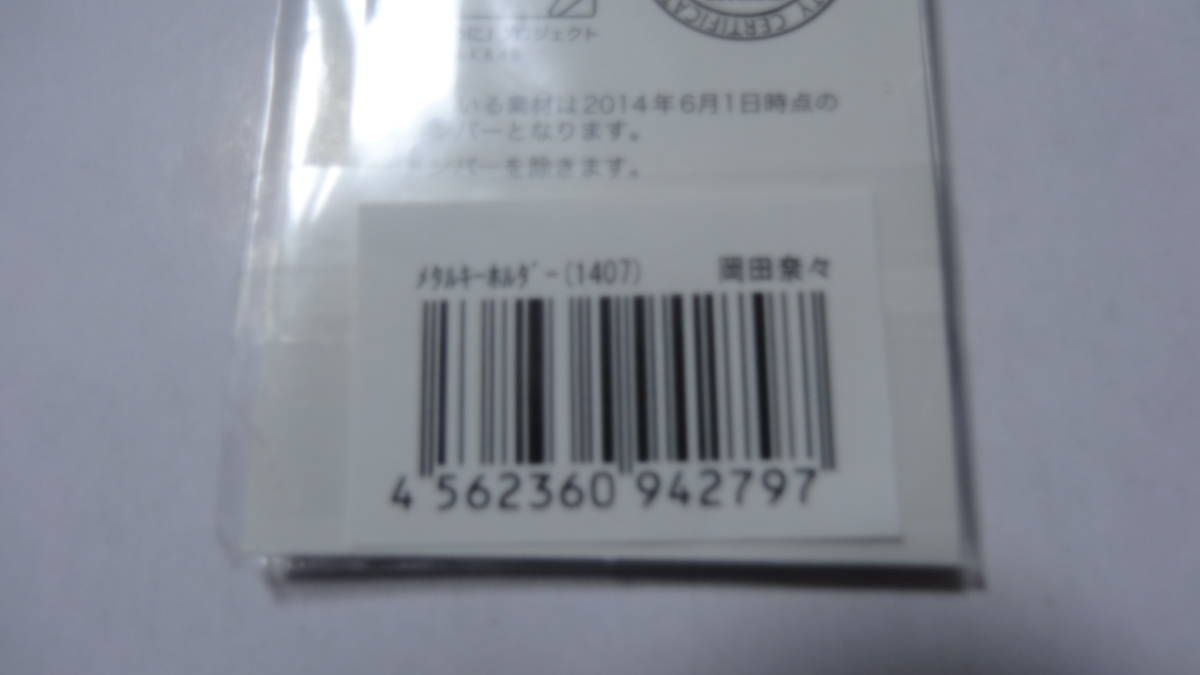 TY CERTIFICAT
プロジェクト
いる素材は2014年6月1日時点の
ンバーとなります。
ンバーを除きます。
ﾒﾀﾙｷｰﾎﾙﾀﾞｰ(1407) 岡田奈々
4 562360 942797